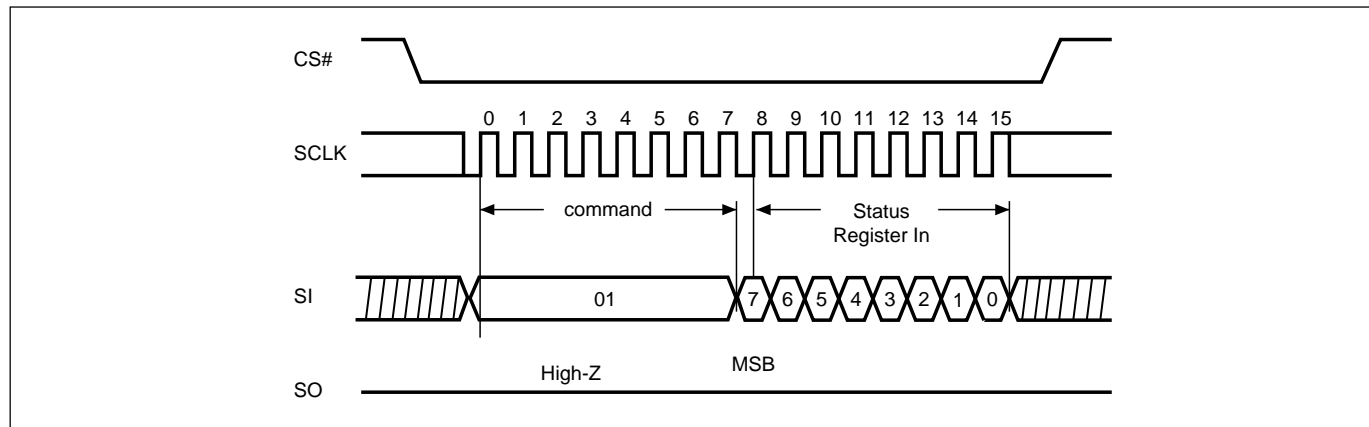 CS#
0 1 2 3 4 5 6 7 8 9 10 11 12 13 14 15
SCLK
command
Status
Register In
SI
01
7 6 5 4 3 2 1 0
MSB
High-Z
SO